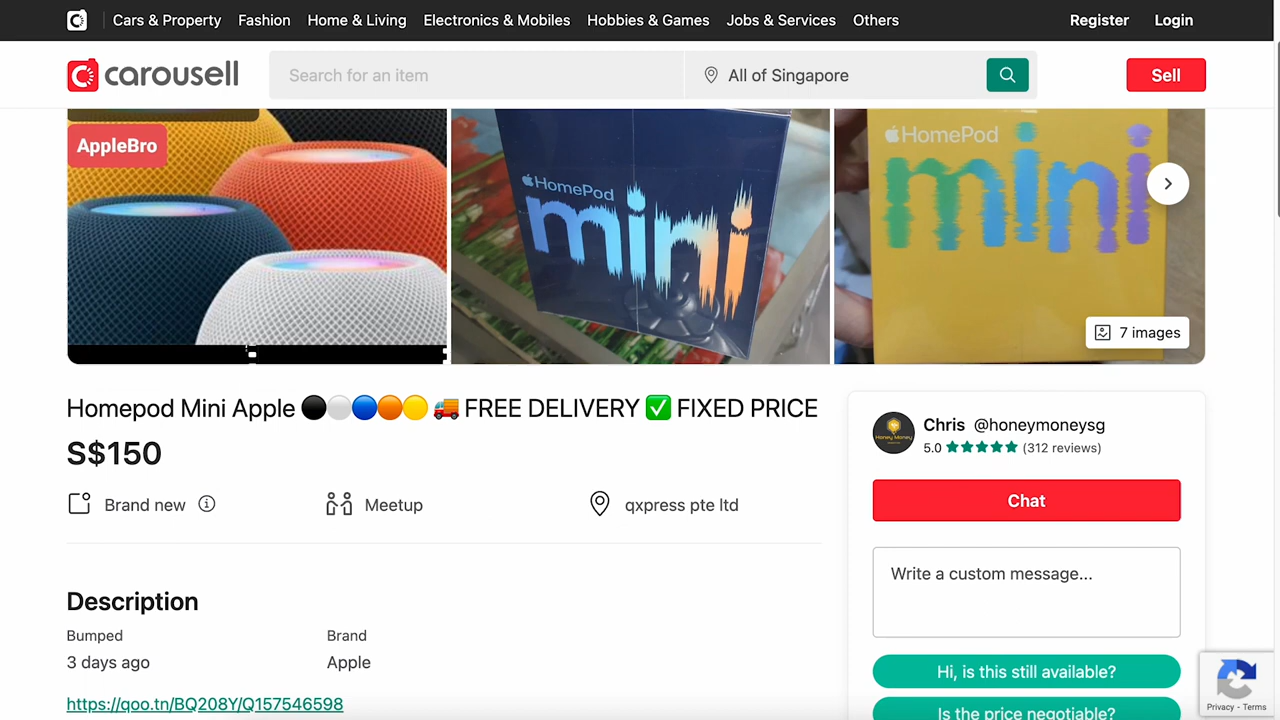 Cars & Property Fashion Home & Living Electronics & Mobiles Hobbies & Games Jobs & Services Others Register Login
carousell Search for an item All of Singapore Sell
AppleBro
HomePod
mini
HomePod
mini
7 images
Homepod Mini Apple ⚫⚪🔵🟠🟡 🚚 FREE DELIVERY ✅ FIXED PRICE
S$150
Brand new Meetup qxpress pte ltd
Description
Bumped Brand
3 days ago Apple
https://qoo.tn/BQ208Y/Q157546598
Honey Money
Chris @honeymoneysg
5.0 ★★★★★ (312 reviews)
Chat
Write a custom message...
Hi, is this still available?
Is the price negotiable?
Privacy - Terms